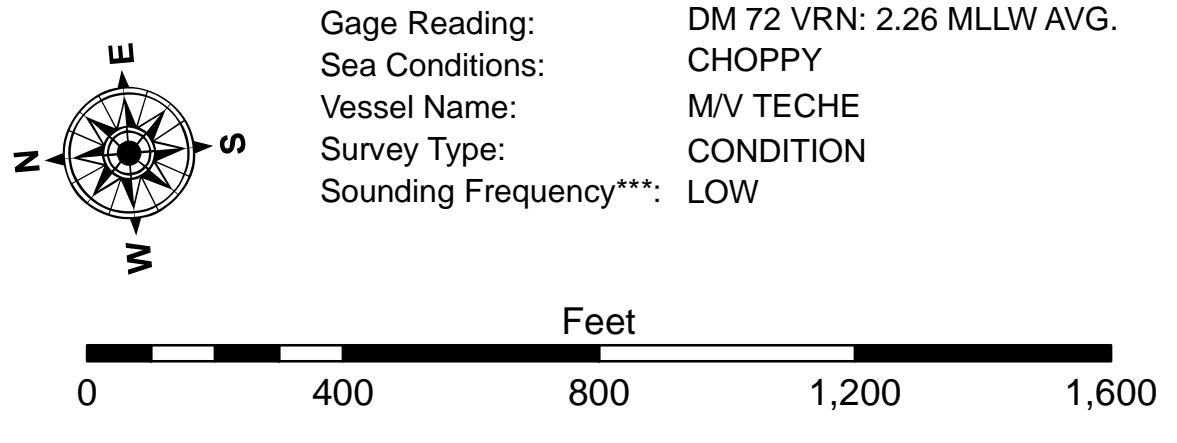 E
N
S
W
Gage Reading: DM 72 VRN: 2.26 MLLW AVG.
Sea Conditions: CHOPPY
Vessel Name: M/V TECHE
Survey Type: CONDITION
Sounding Frequency***: LOW
Feet
0 400 800 1,200 1,600